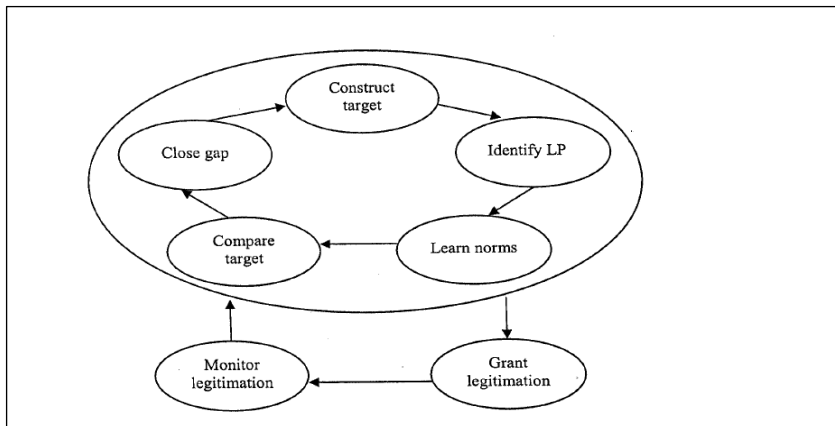 Construct
target
Close gap
Identify LP
Compare
target
Learn norms
Monitor
legitimation
Grant
legitimation